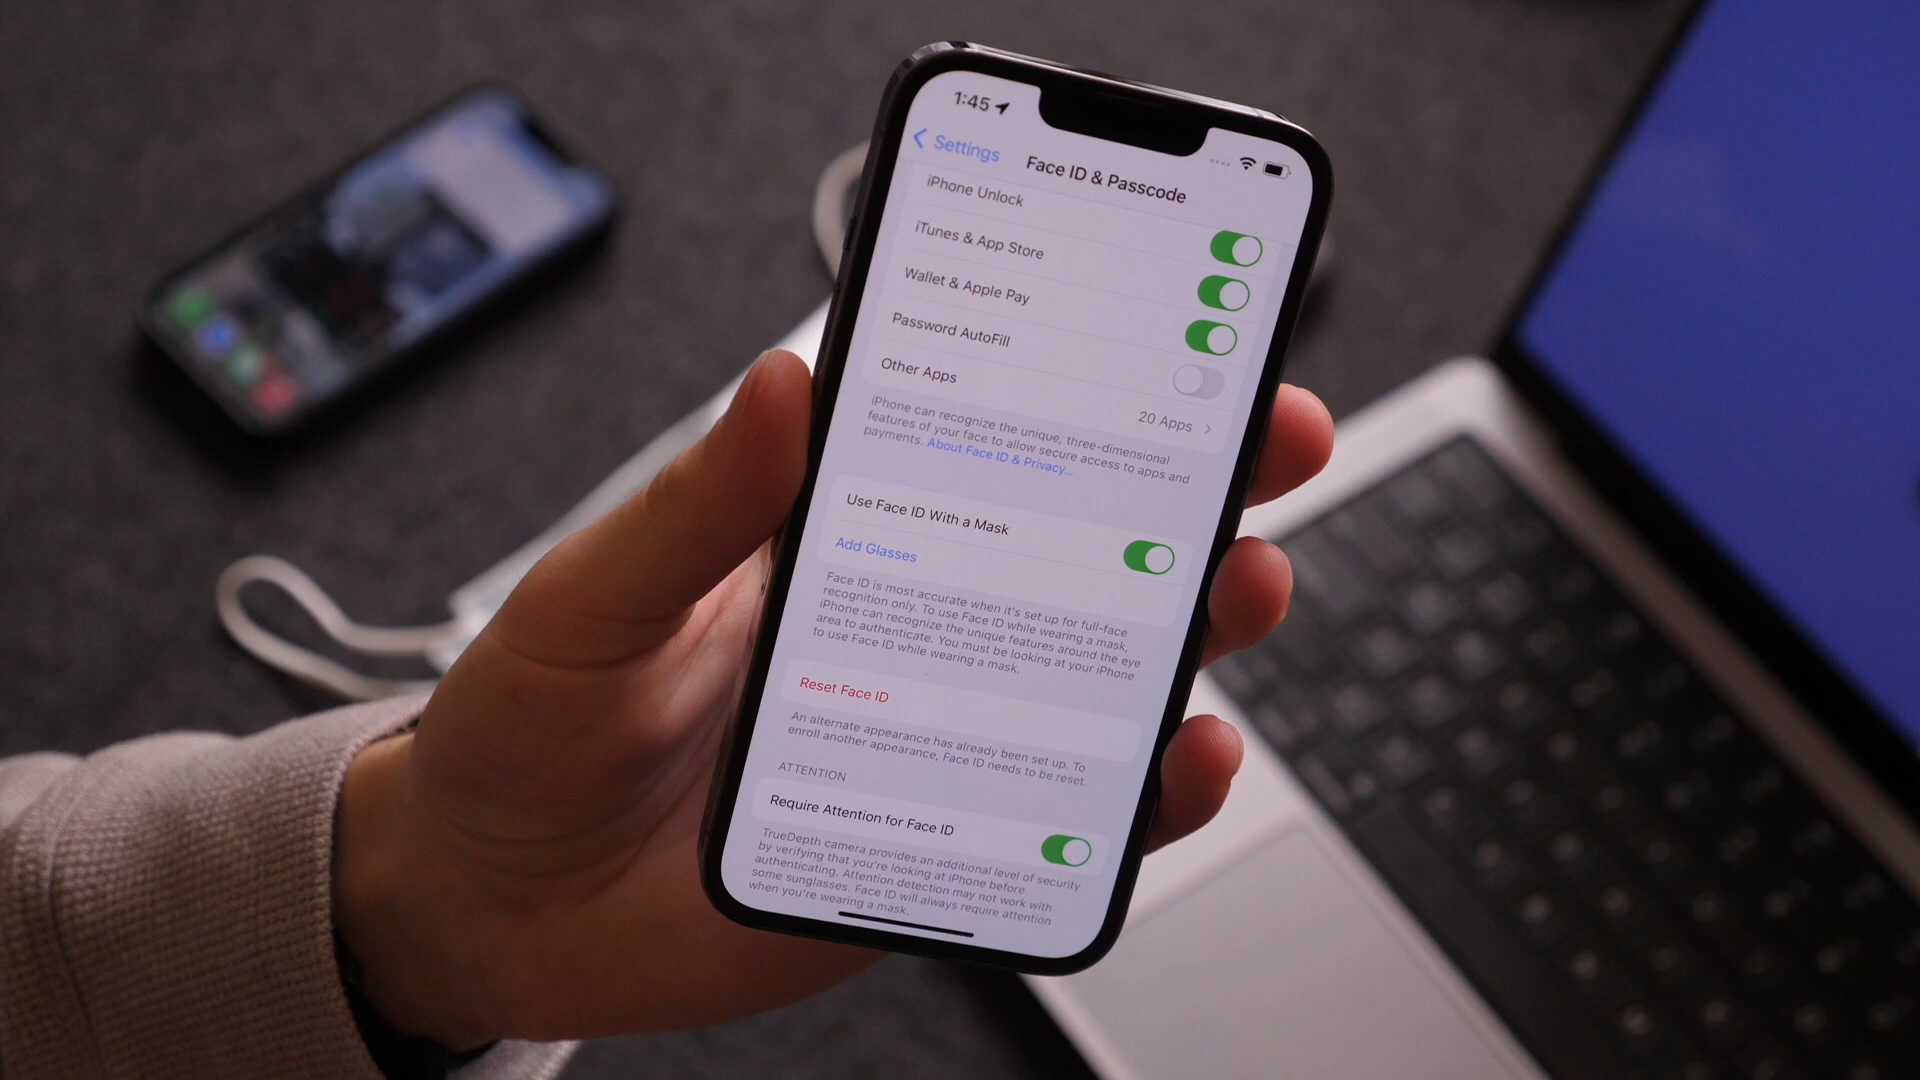 1:45
Settings
Face ID & Passcode
iPhone Unlock
iTunes & App Store
Wallet & Apple Pay
Password AutoFill
Other Apps
20 Apps
iPhone can recognize the unique, three-dimensional
features of your face to allow secure access to apps and
payments. About Face ID & Privacy...
Use Face ID With a Mask
Add Glasses
Face ID is most accurate when it's set up for full-face
recognition only. To use Face ID while wearing a mask,
iPhone can recognize the unique features around the eye
area to authenticate. You must be looking at your iPhone
to use Face ID while wearing a mask.
Reset Face ID
An alternate appearance has already been set up. To
enroll another appearance, Face ID needs to be reset.
ATTENTION
Require Attention for Face ID
TrueDepth camera provides an additional level of security
by verifying that you're looking at iPhone before
authenticating. Attention detection may not work with
some sunglasses. Face ID will always require attention
when you're wearing a mask.